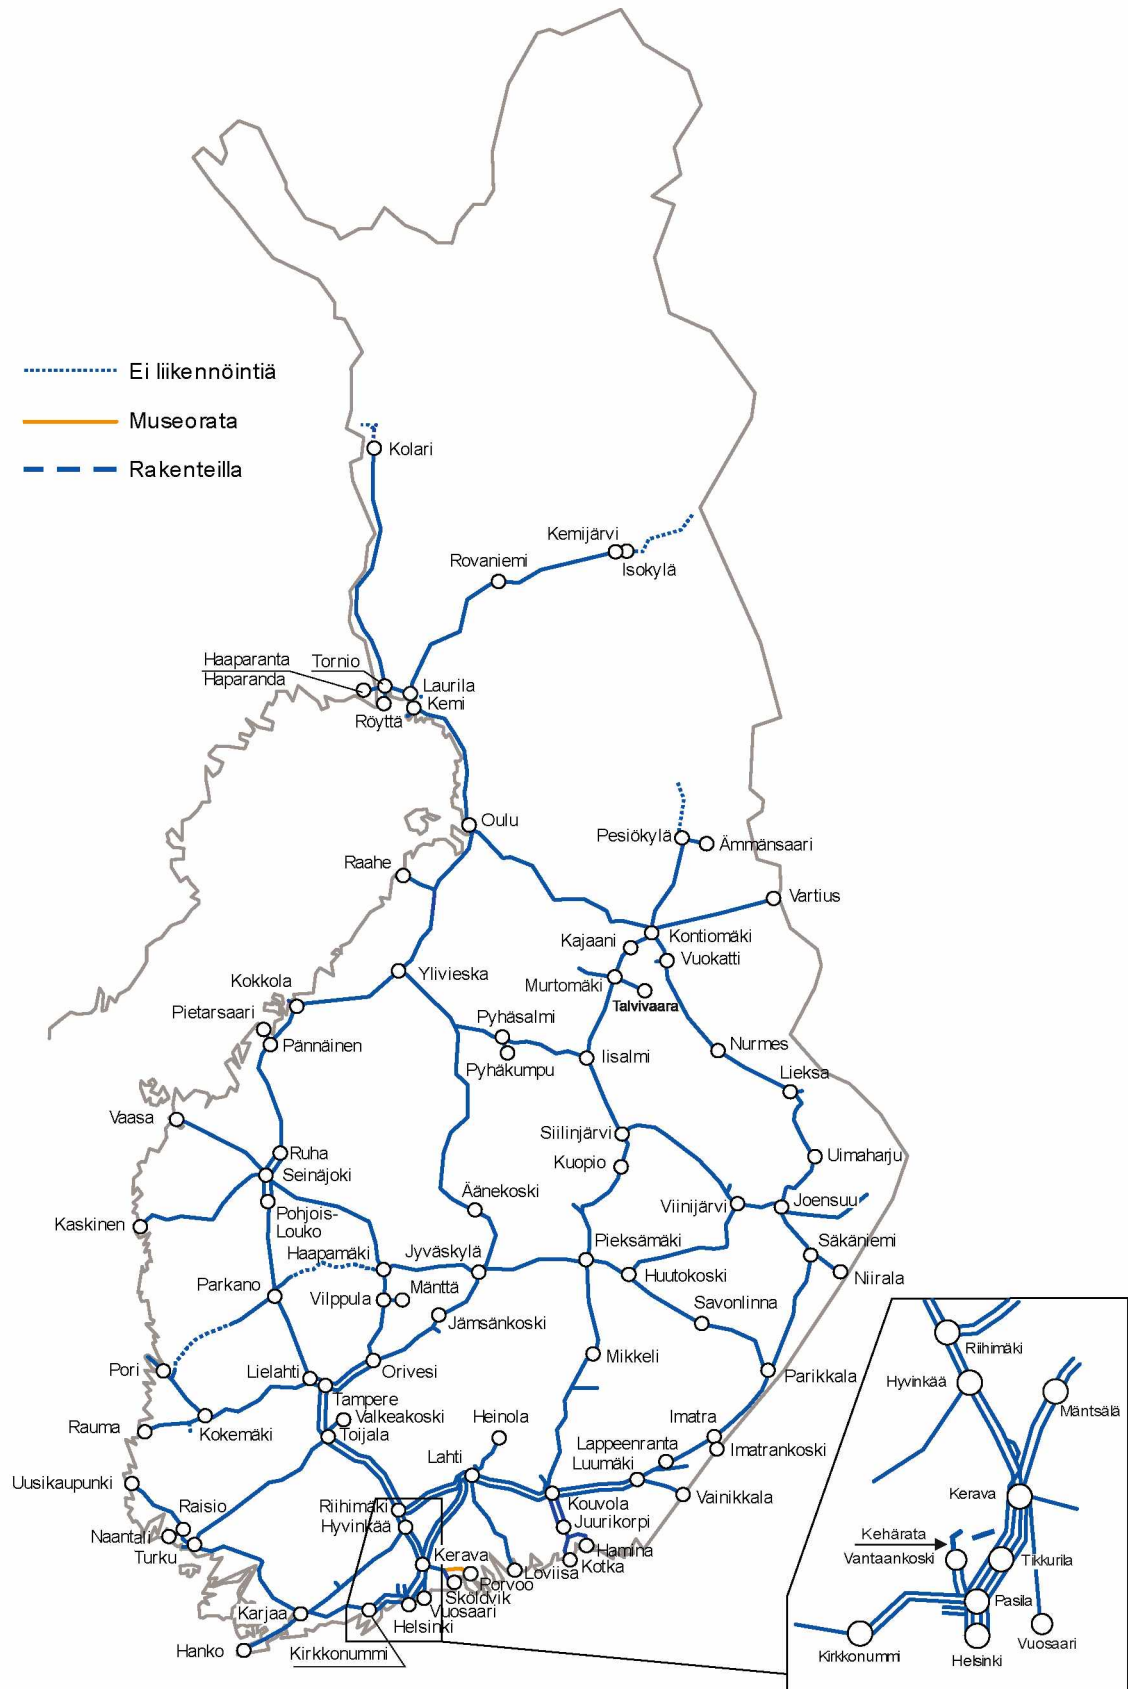 Ei liikennöintiä
Museorata
Rakenteilla
Kolari
Kemijärvi
Isokylä
Rovaniemi
Haaparanta
Haparanda
Tornio
Laurila
Kemi
Röyttä
Oulu
Pesiökylä
Ämmänsaari
Raahe
Vartius
Kontiomäki
Kajaani
Vuokatti
Ylivieska
Murtomäki
Talvivaara
Kokkola
Pietarsaari
Pännäinen
Pyhäsalmi
Pyhäkumpu
Iisalmi
Nurmes
Lieksa
Vaasa
Siilinjärvi
Ruha
Seinäjoki
Kuopio
Uimaharju
Äänekoski
Viinijärvi
Joensuu
Kaskinen
Pohjois-
Louko
Haapamäki
Jyväskylä
Pieksämäki
Säkäniemi
Huutokoski
Niirala
Parkano
Vilppula
Mänttä
Savonlinna
Jämsänkoski
Mikkeli
Pori
Lielahti
Orivesi
Parikkala
Tampere
Valkeakoski
Toijala
Heinola
Imatra
Rauma
Kokemäki
Lahti
Lappeenranta
Luumäki
Imatrankoski
Uusikaupunki
Vainikkala
Raisio
Riihimäki
Hyvinkää
Kouvola
Juurikorpi
Naantali
Turku
Kerava
Hamina
Kotka
Loviisa
Porvoo
Sköldvik
Vuosaari
Helsinki
Karjaa
Hanko
Kirkkonummi
Riihimäki
Hyvinkää
Mäntsälä
Kerava
Kehärata
Vantaankoski
Tikkurila
Pasila
Kirkkonummi
Helsinki
Vuosaari